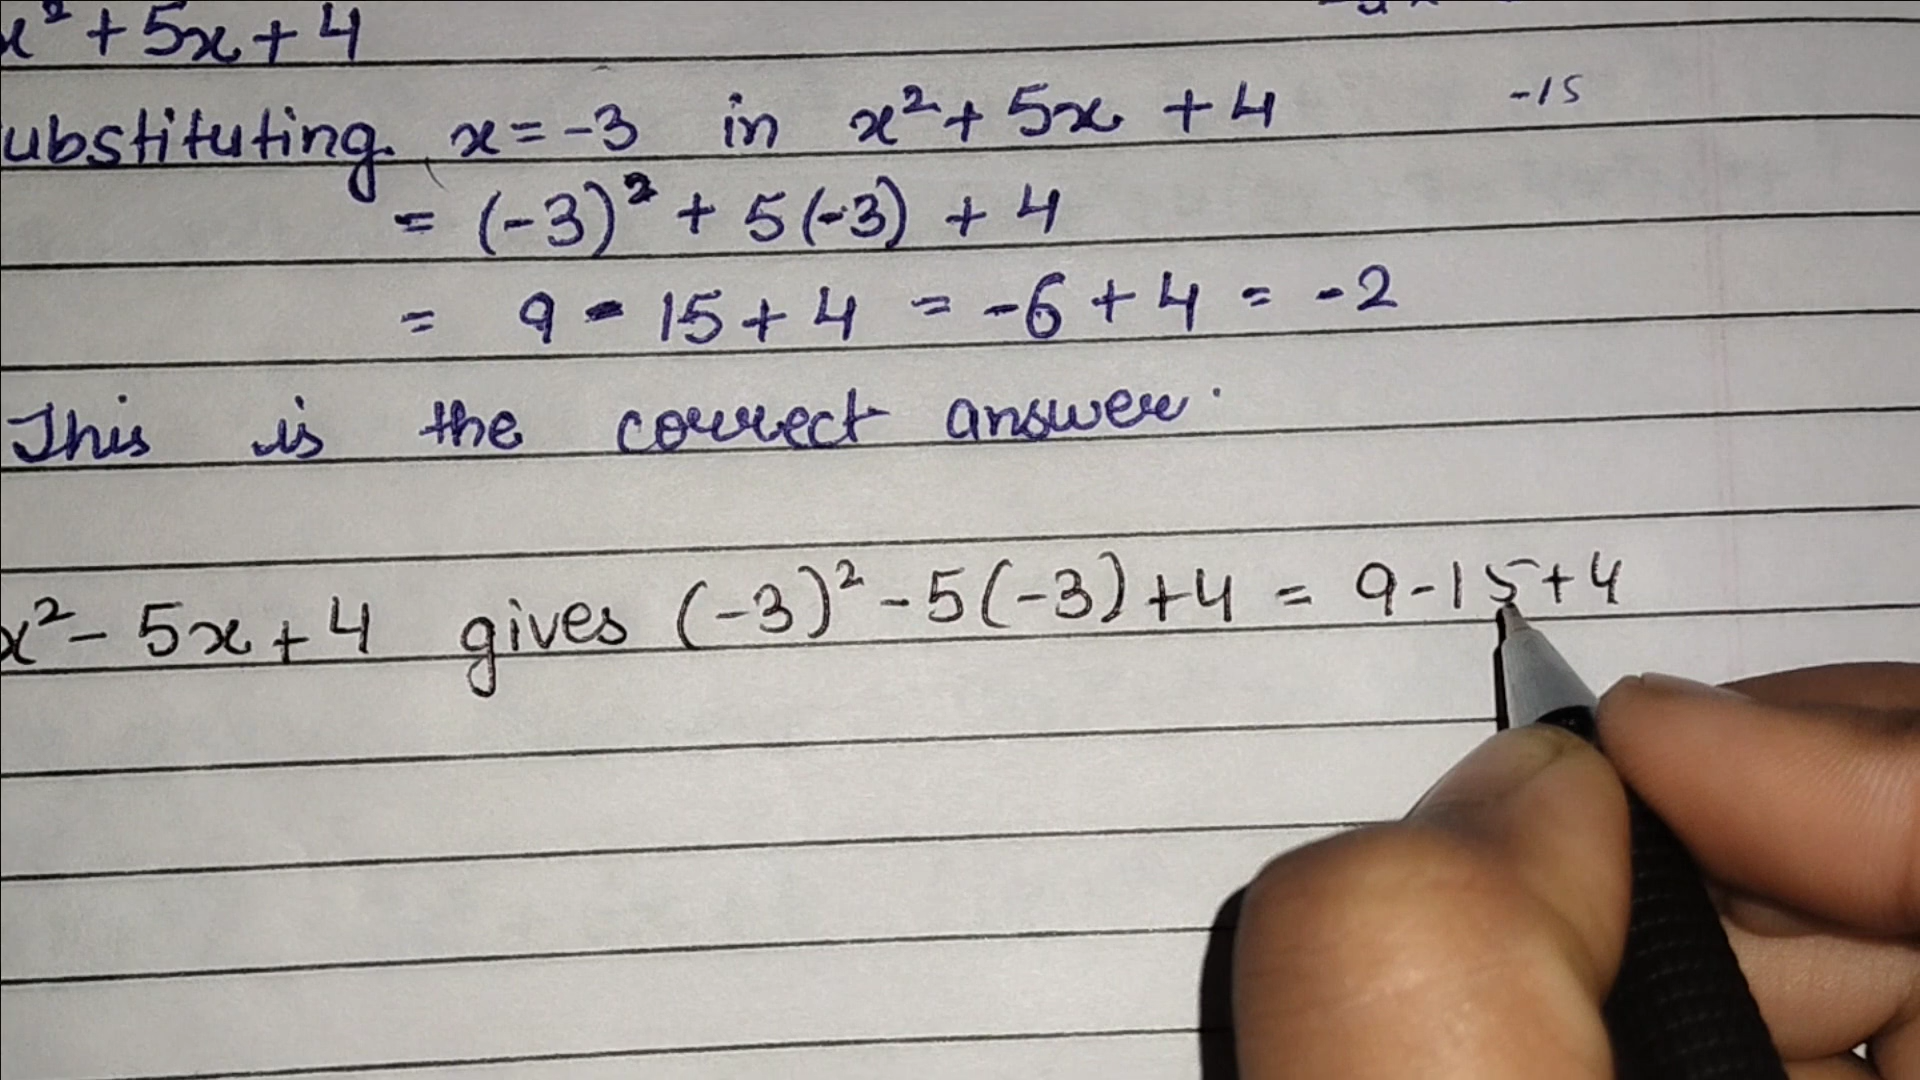 x² + 5x + 4
ubstituting x = -3 in x² + 5x + 4
-15
= (-3)² + 5(-3) + 4
= 9 - 15 + 4 = -6 + 4 = -2
This is the correct answer.
x² - 5x + 4 gives (-3)² - 5(-3) + 4 = 9 - 15 + 4